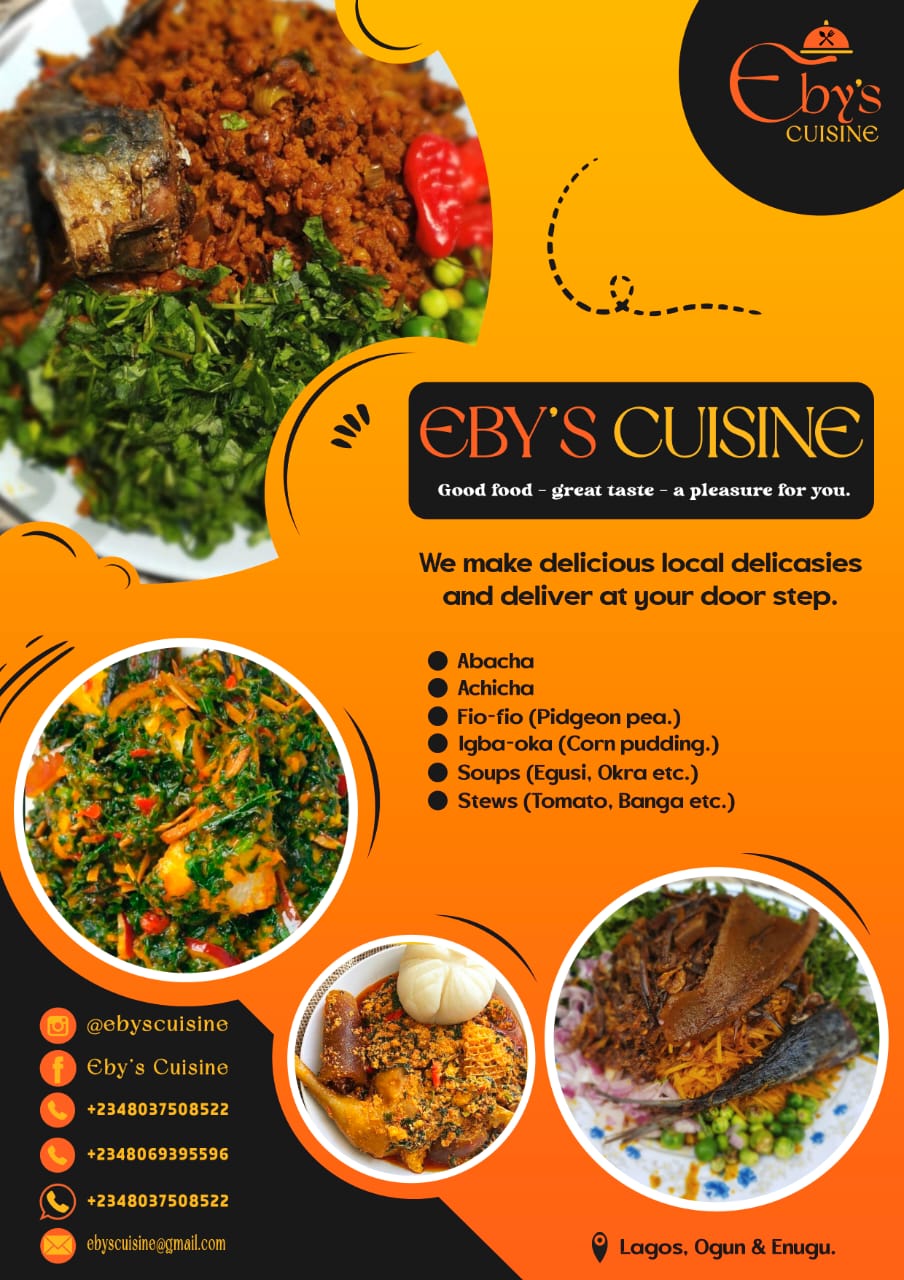 Eby's
CUISINE
EBY'S CUISINE
Good food - great taste - a pleasure for you.
We make delicious local delicasies
and deliver at your door step.
Abacha
Achicha
Fio-fio (Pidgeon pea.)
Igba-oka (Corn pudding.)
Soups (Egusi, Okra etc.)
Stews (Tomato, Banga etc.)
@ebyscuisine
Eby's Cuisine
+2348037508522
+2348069395596
+2348037508522
ebyscuisine@gmail.com
Lagos, Ogun & Enugu.